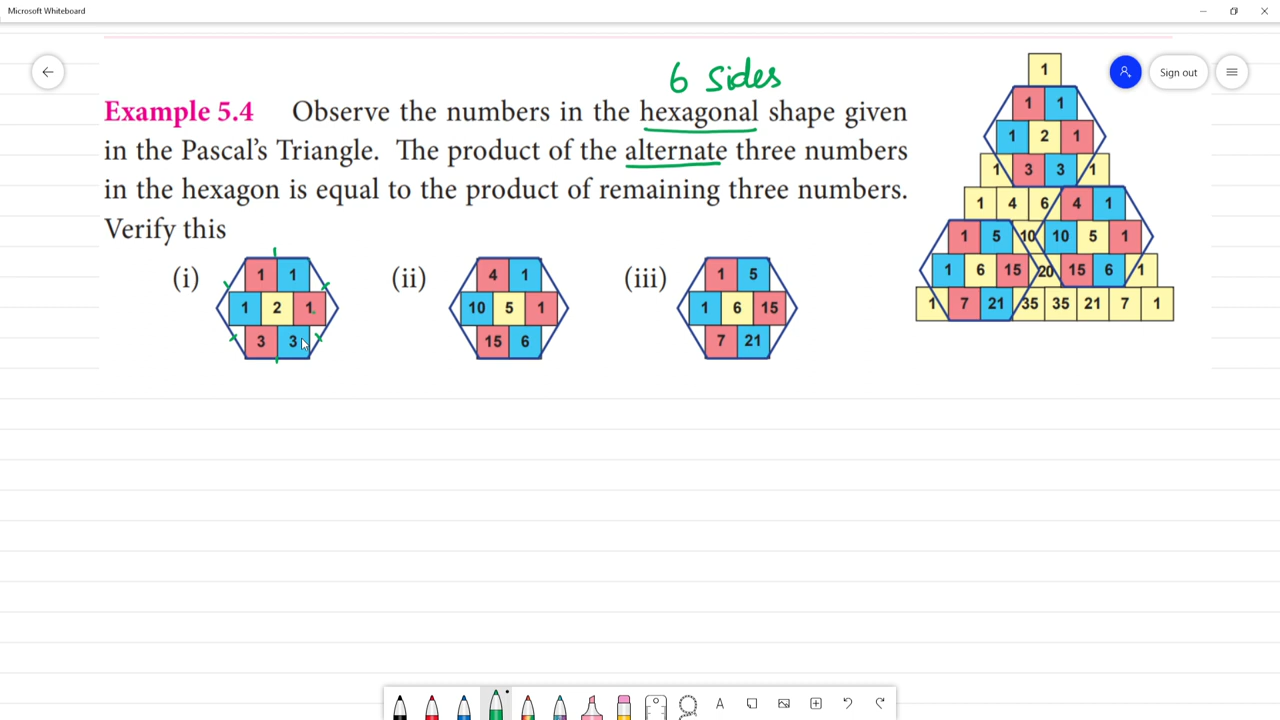 Microsoft Whiteboard
Sign out
6 sides
Example 5.4 Observe the numbers in the hexagonal shape given
in the Pascal's Triangle. The product of the alternate three numbers
in the hexagon is equal to the product of remaining three numbers.
Verify this
(i)
1 1
1 2 1
3 3
(ii)
4 1
10 5 1
15 6
(iii)
1 5
1 6 15
7 21
1
1 1
1 2 1
1 3 3 1
1 4 6 4 1
1 5 10 10 5 1
1 6 15 20 15 6 1
1 7 21 35 35 21 7 1
A